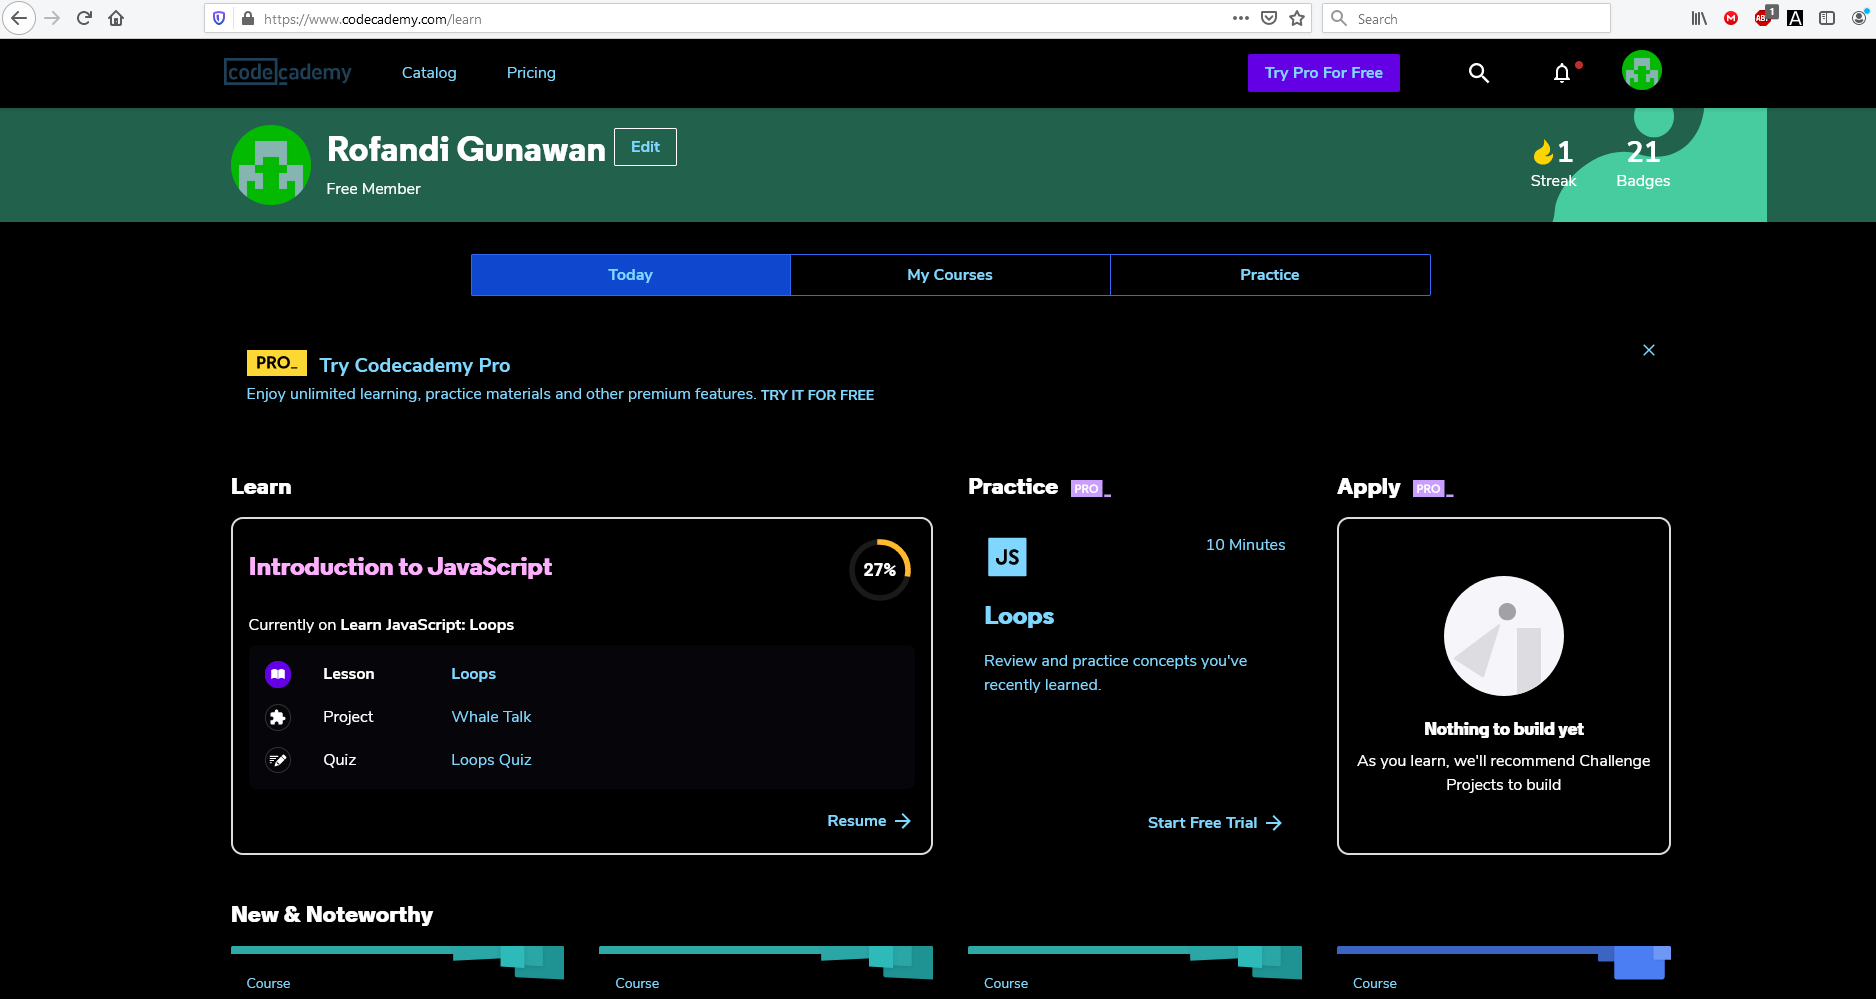 https://www.codecademy.com/learn
Search
1
codecademy
Catalog
Pricing
Try Pro For Free
Rofandi Gunawan
Edit
Free Member
1
Streak
21
Badges
Today
My Courses
Practice
PRO_
Try Codecademy Pro
Enjoy unlimited learning, practice materials and other premium features. TRY IT FOR FREE
Learn
Introduction to JavaScript
27%
Currently on Learn JavaScript: Loops
Lesson
Loops
Project
Whale Talk
Quiz
Loops Quiz
Resume
Practice PRO_
JS
10 Minutes
Loops
Review and practice concepts you've
recently learned.
Start Free Trial
Apply PRO_
Nothing to build yet
As you learn, we'll recommend Challenge
Projects to build
New & Noteworthy
Course
Course
Course
Course